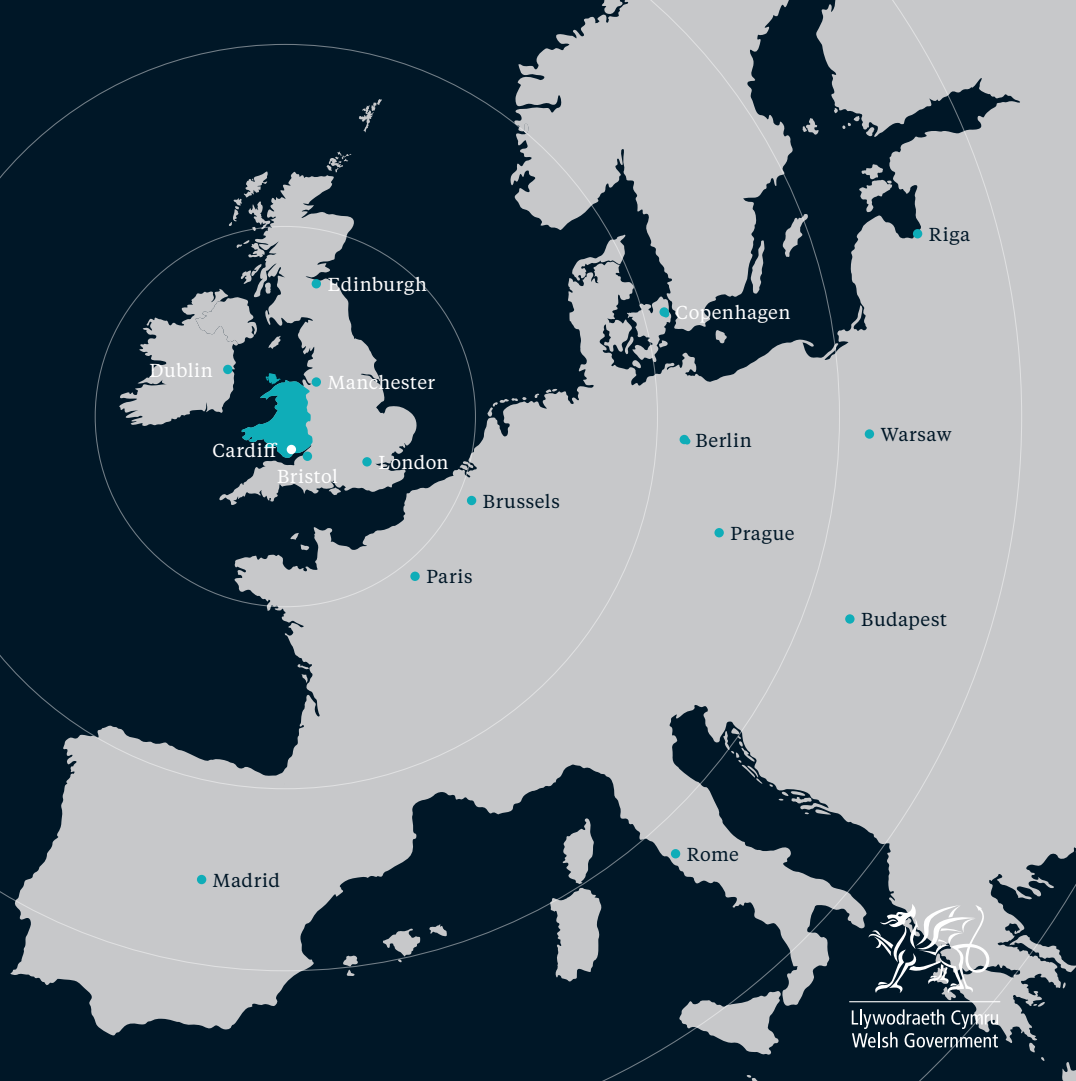 Riga
Edinburgh
Copenhagen
Dublin
Manchester
Berlin
Warsaw
Cardiff
London
Bristol
Brussels
Prague
Paris
Budapest
Rome
Madrid
Llywodraeth Cymru
Welsh Government